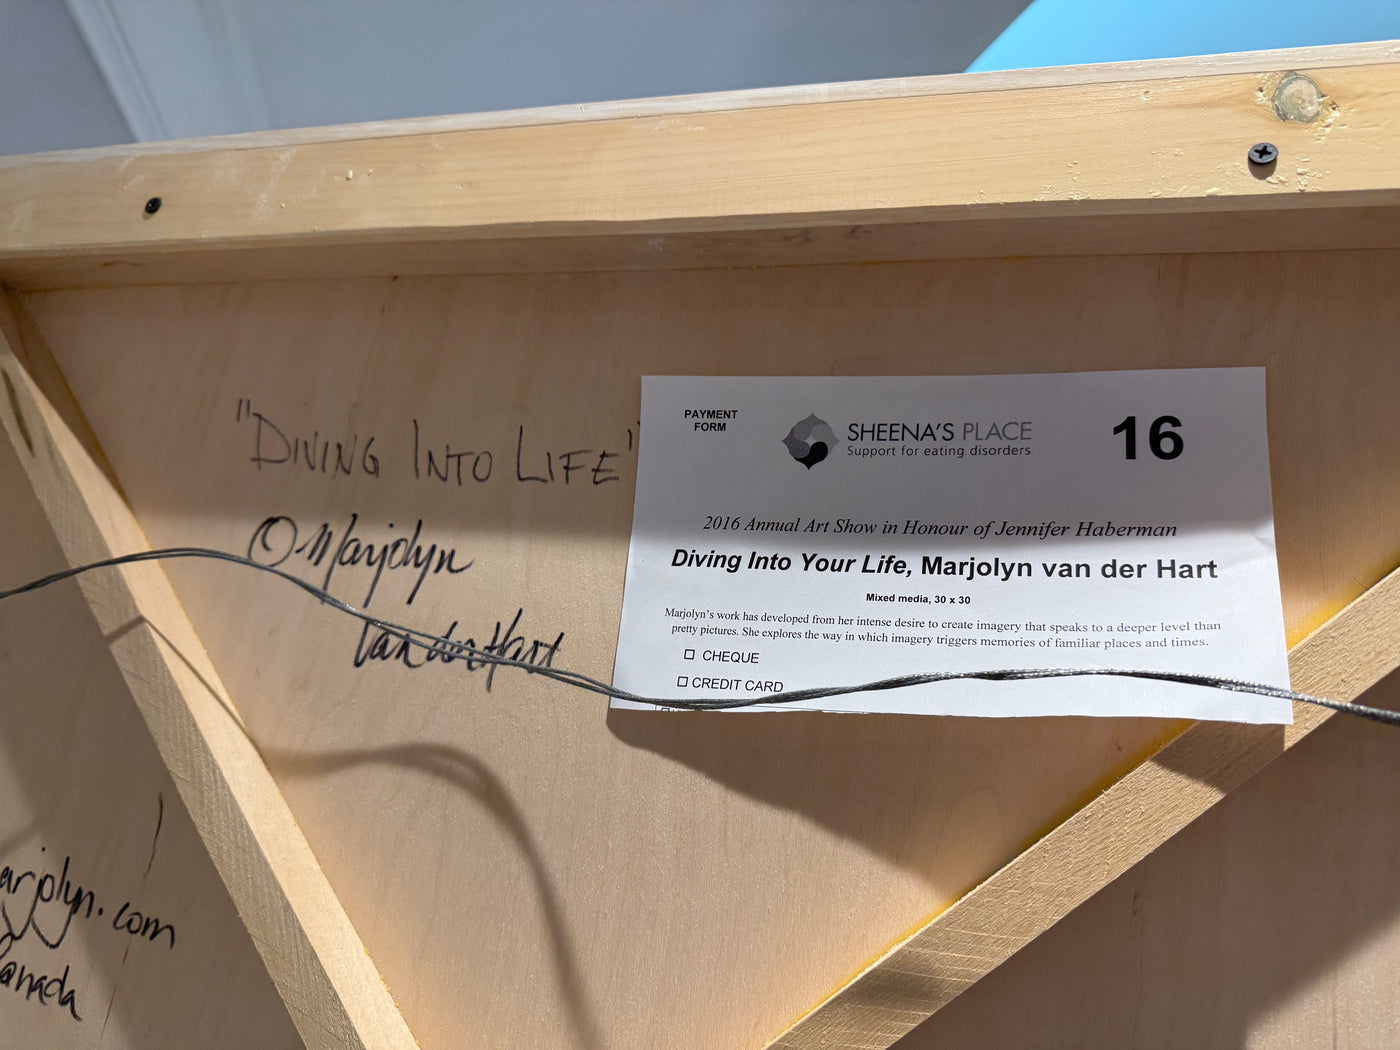 "DIVING INTO LIFE"
© Marjolyn
van der Hart
PAYMENT
FORM
SHEENA'S PLACE
Support for eating disorders
16
2016 Annual Art Show in Honour of Jennifer Haberman
Diving Into Your Life, Marjolyn van der Hart
Mixed media, 30 x 30
Marjolyn's work has developed from her intense desire to create imagery that speaks to a deeper level than
pretty pictures. She explores the way in which imagery triggers memories of familiar places and times.
☐ CHEQUE
☐ CREDIT CARD
arjolyn.com
Canada